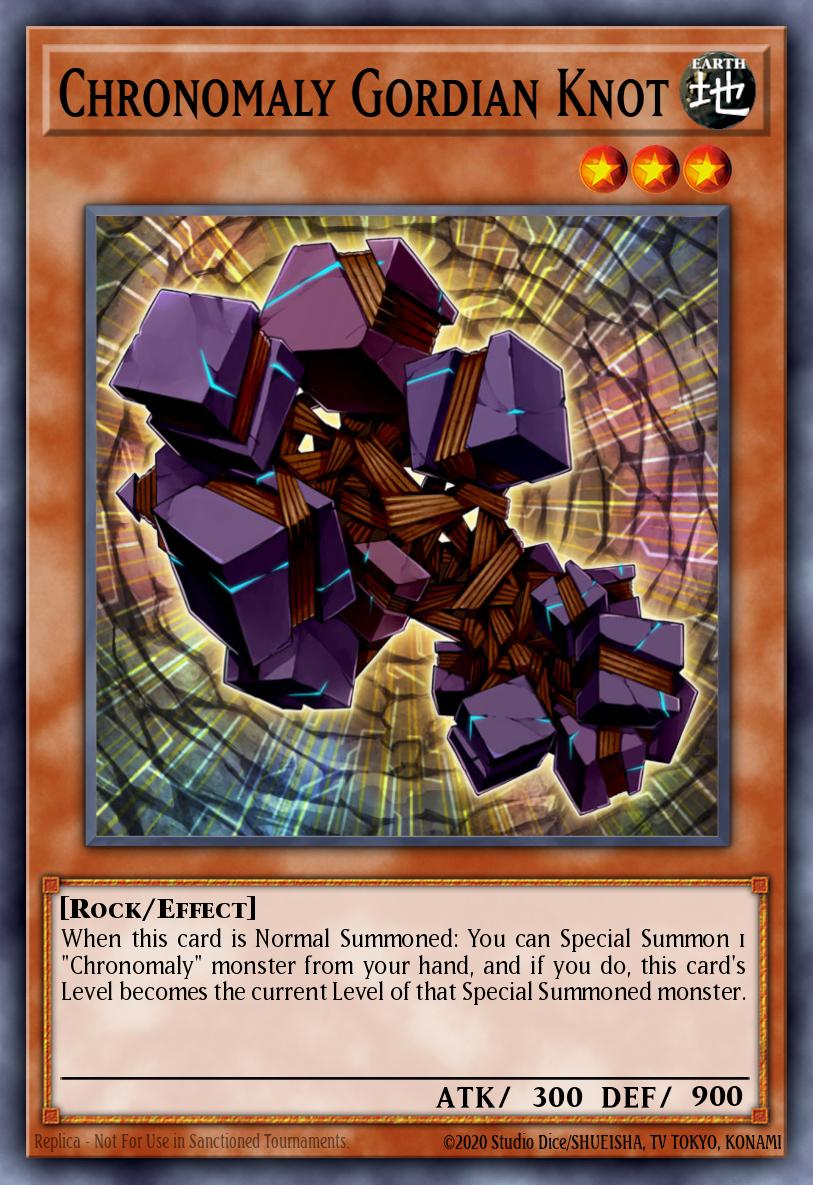 Chronomaly Gordian Knot
EARTH
地
[Rock/Effect]
When this card is Normal Summoned: You can Special Summon 1
"Chronomaly" monster from your hand, and if you do, this card's
Level becomes the current Level of that Special Summoned monster.
ATK/ 300 DEF/ 900
Replica - Not For Use in Sanctioned Tournaments.
©2020 Studio Dice/SHUEISHA, TV TOKYO, KONAMI